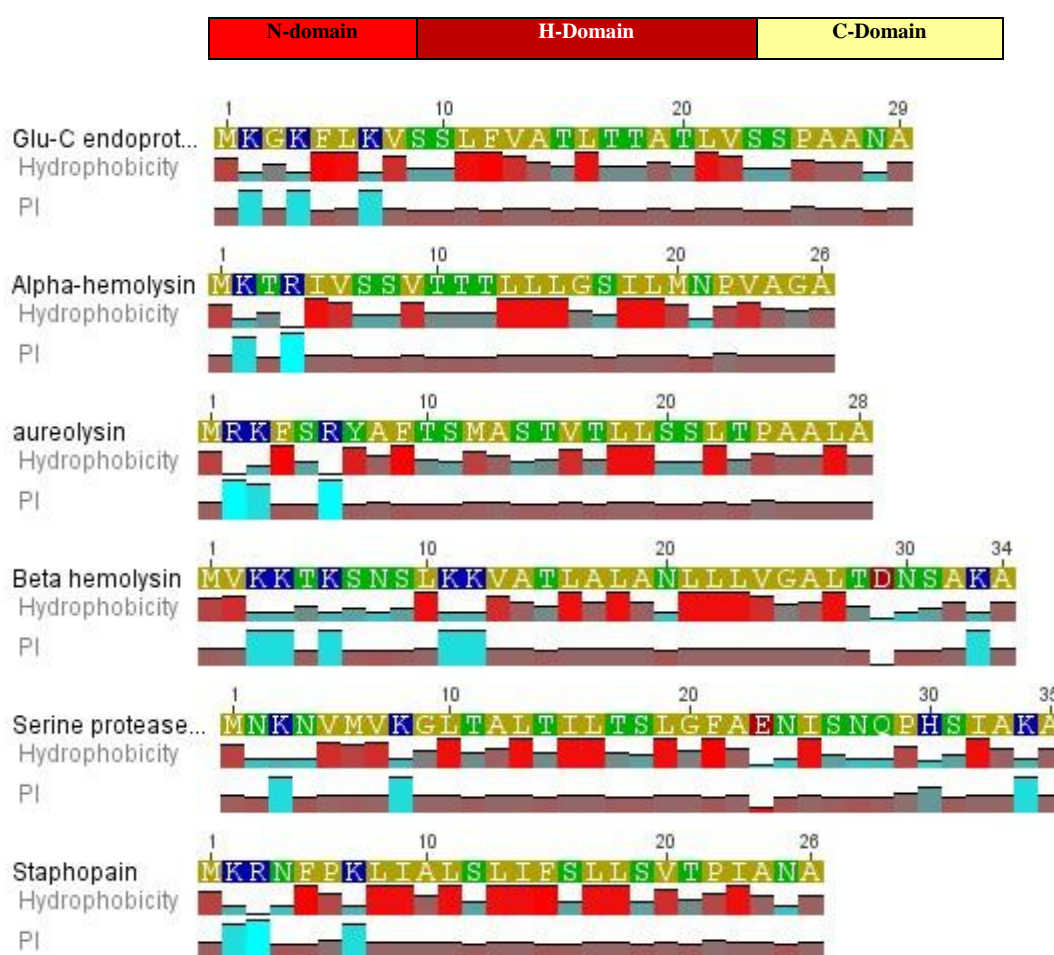 N-domain H-Domain C-Domain
1 10 20 29
Glu-C endoprot... MKGKFLKVSSLFVATLTTATLVSSPAANA
Hydrophobicity
PI
1 10 20 26
Alpha-hemolysin MKTRIVSSVTTTLLLGSILMNPVAGA
Hydrophobicity
PI
1 10 20 28
aureolysin MRKFSRYAFTSMASTVTLLSSLTPAALA
Hydrophobicity
PI
1 10 20 30 34
Beta hemolysin MVKKTKSNSLKKVATLALANLLLVGALTDNSAKA
Hydrophobicity
PI
1 10 20 30 35
Serine protease... MNKNVMVKGLTALTILTSLGFAENISNQPHSIAKA
Hydrophobicity
PI
1 10 20 26
Staphopain MKRNFPKLIALSLIFSLLSVTPIANA
Hydrophobicity
PI